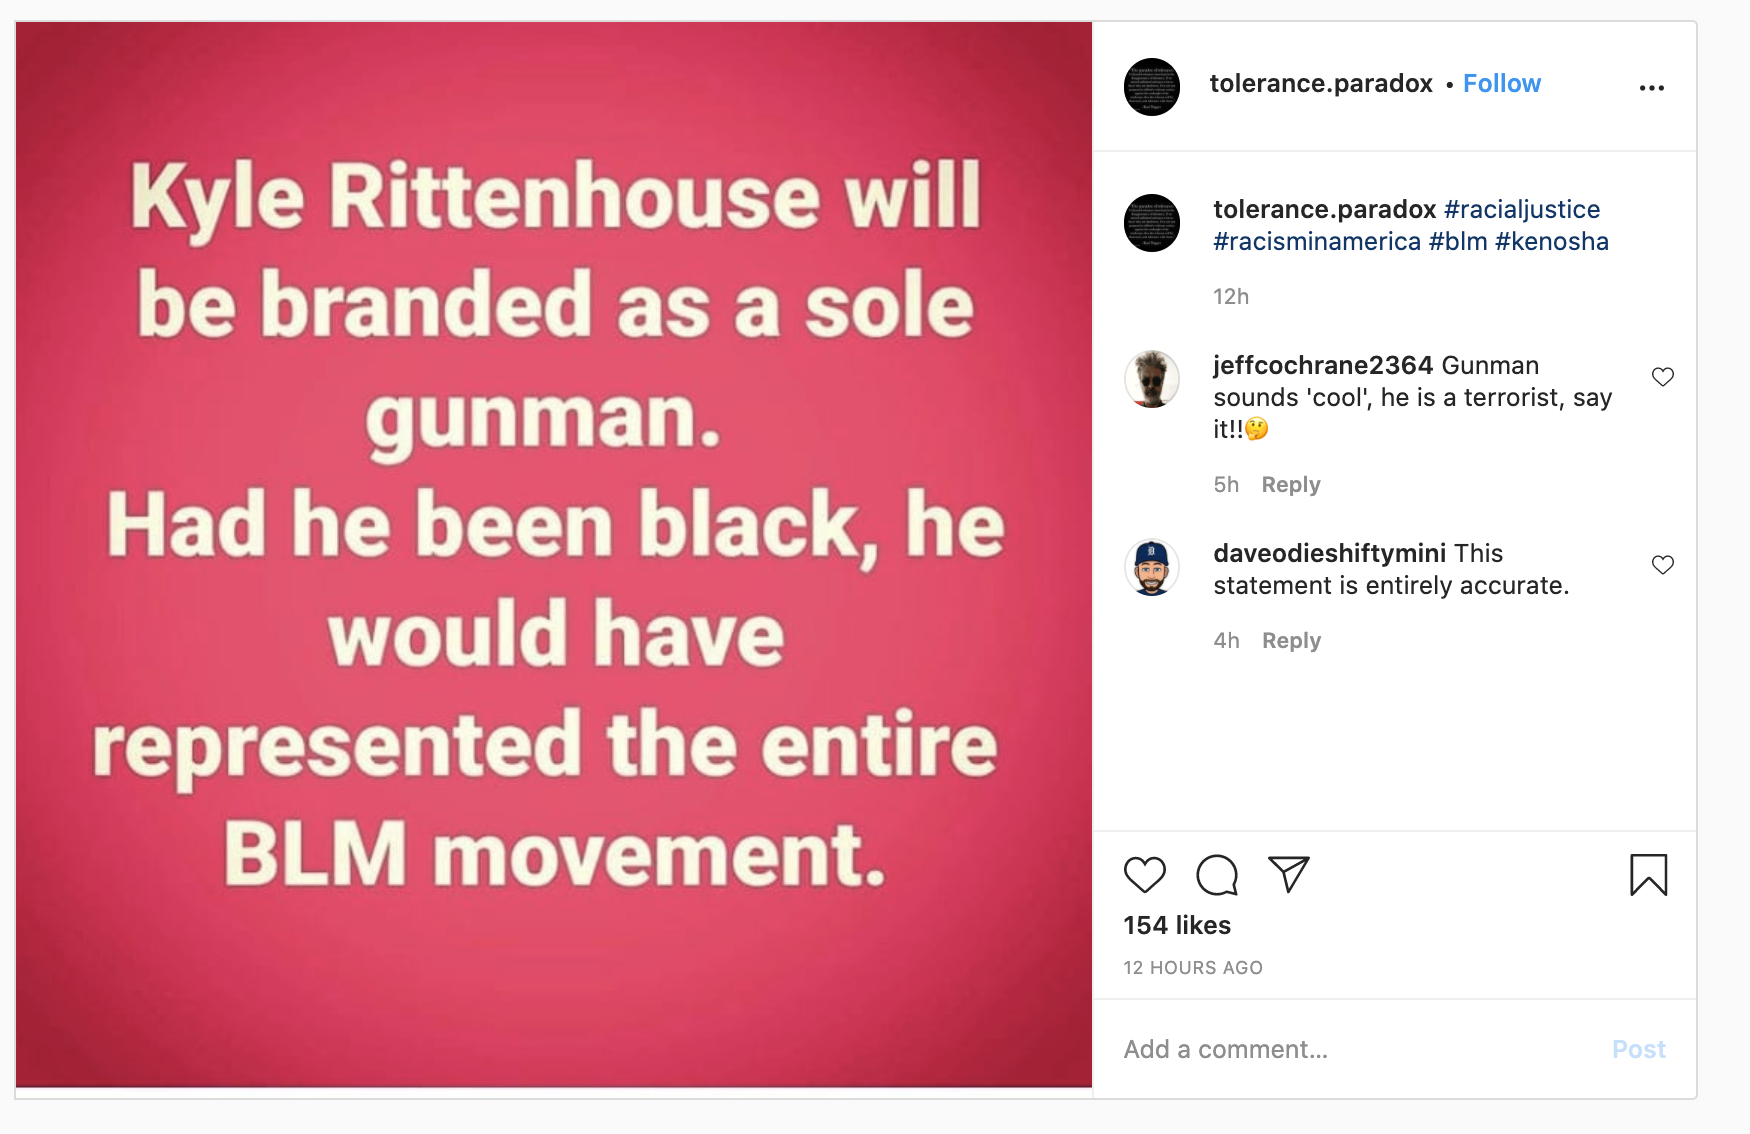 Kyle Rittenhouse will
be branded as a sole
gunman.
Had he been black, he
would have
represented the entire
BLM movement.
tolerance.paradox • Follow
tolerance.paradox #racialjustice
#racisminamerica #blm #kenosha
12h
jeffcochrane2364 Gunman
sounds 'cool', he is a terrorist, say
it!!🤔
5h Reply
daveodieshiftymini This
statement is entirely accurate.
4h Reply
154 likes
12 HOURS AGO
Add a comment...
Post